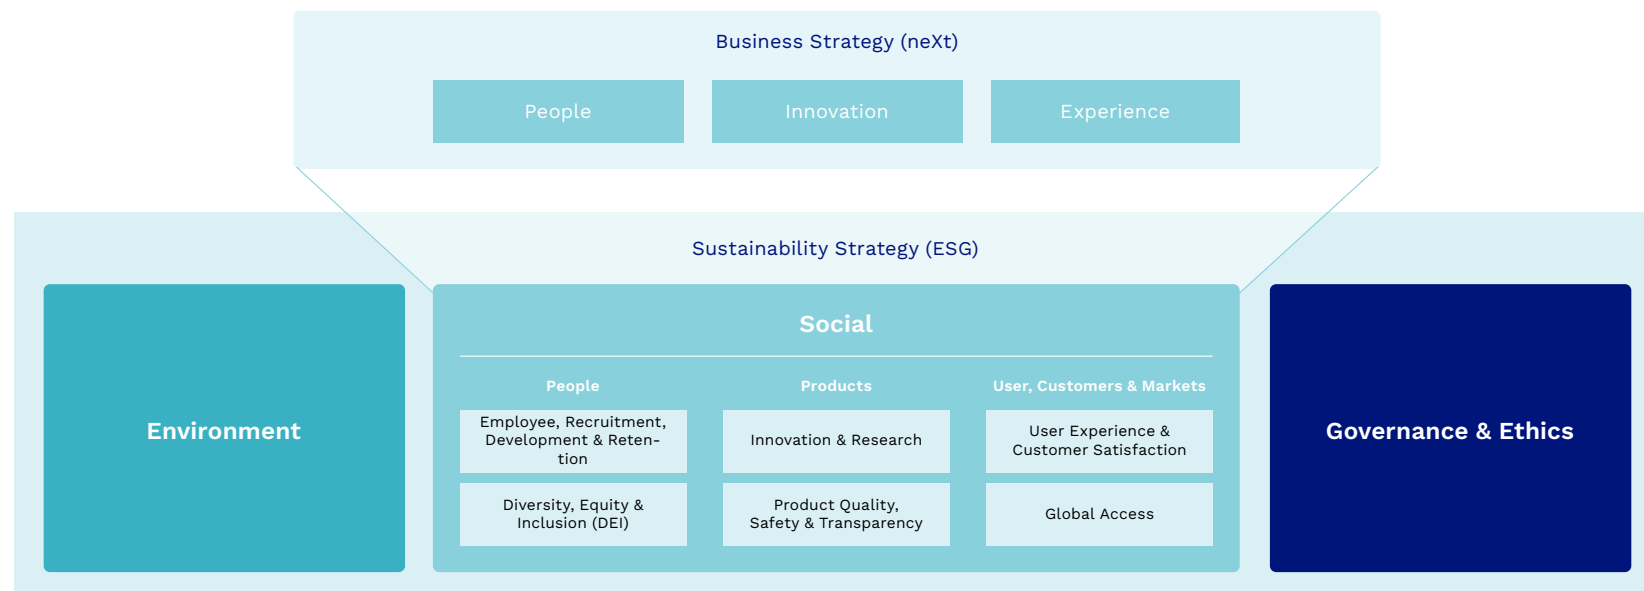 Business Strategy (neXt)
People
Innovation
Experience
Sustainability Strategy (ESG)
Environment
Social
People
Employee, Recruitment,
Development & Reten-
tion
Diversity, Equity &
Inclusion (DEI)
Products
Innovation & Research
Product Quality,
Safety & Transparency
User, Customers & Markets
User Experience &
Customer Satisfaction
Global Access
Governance & Ethics